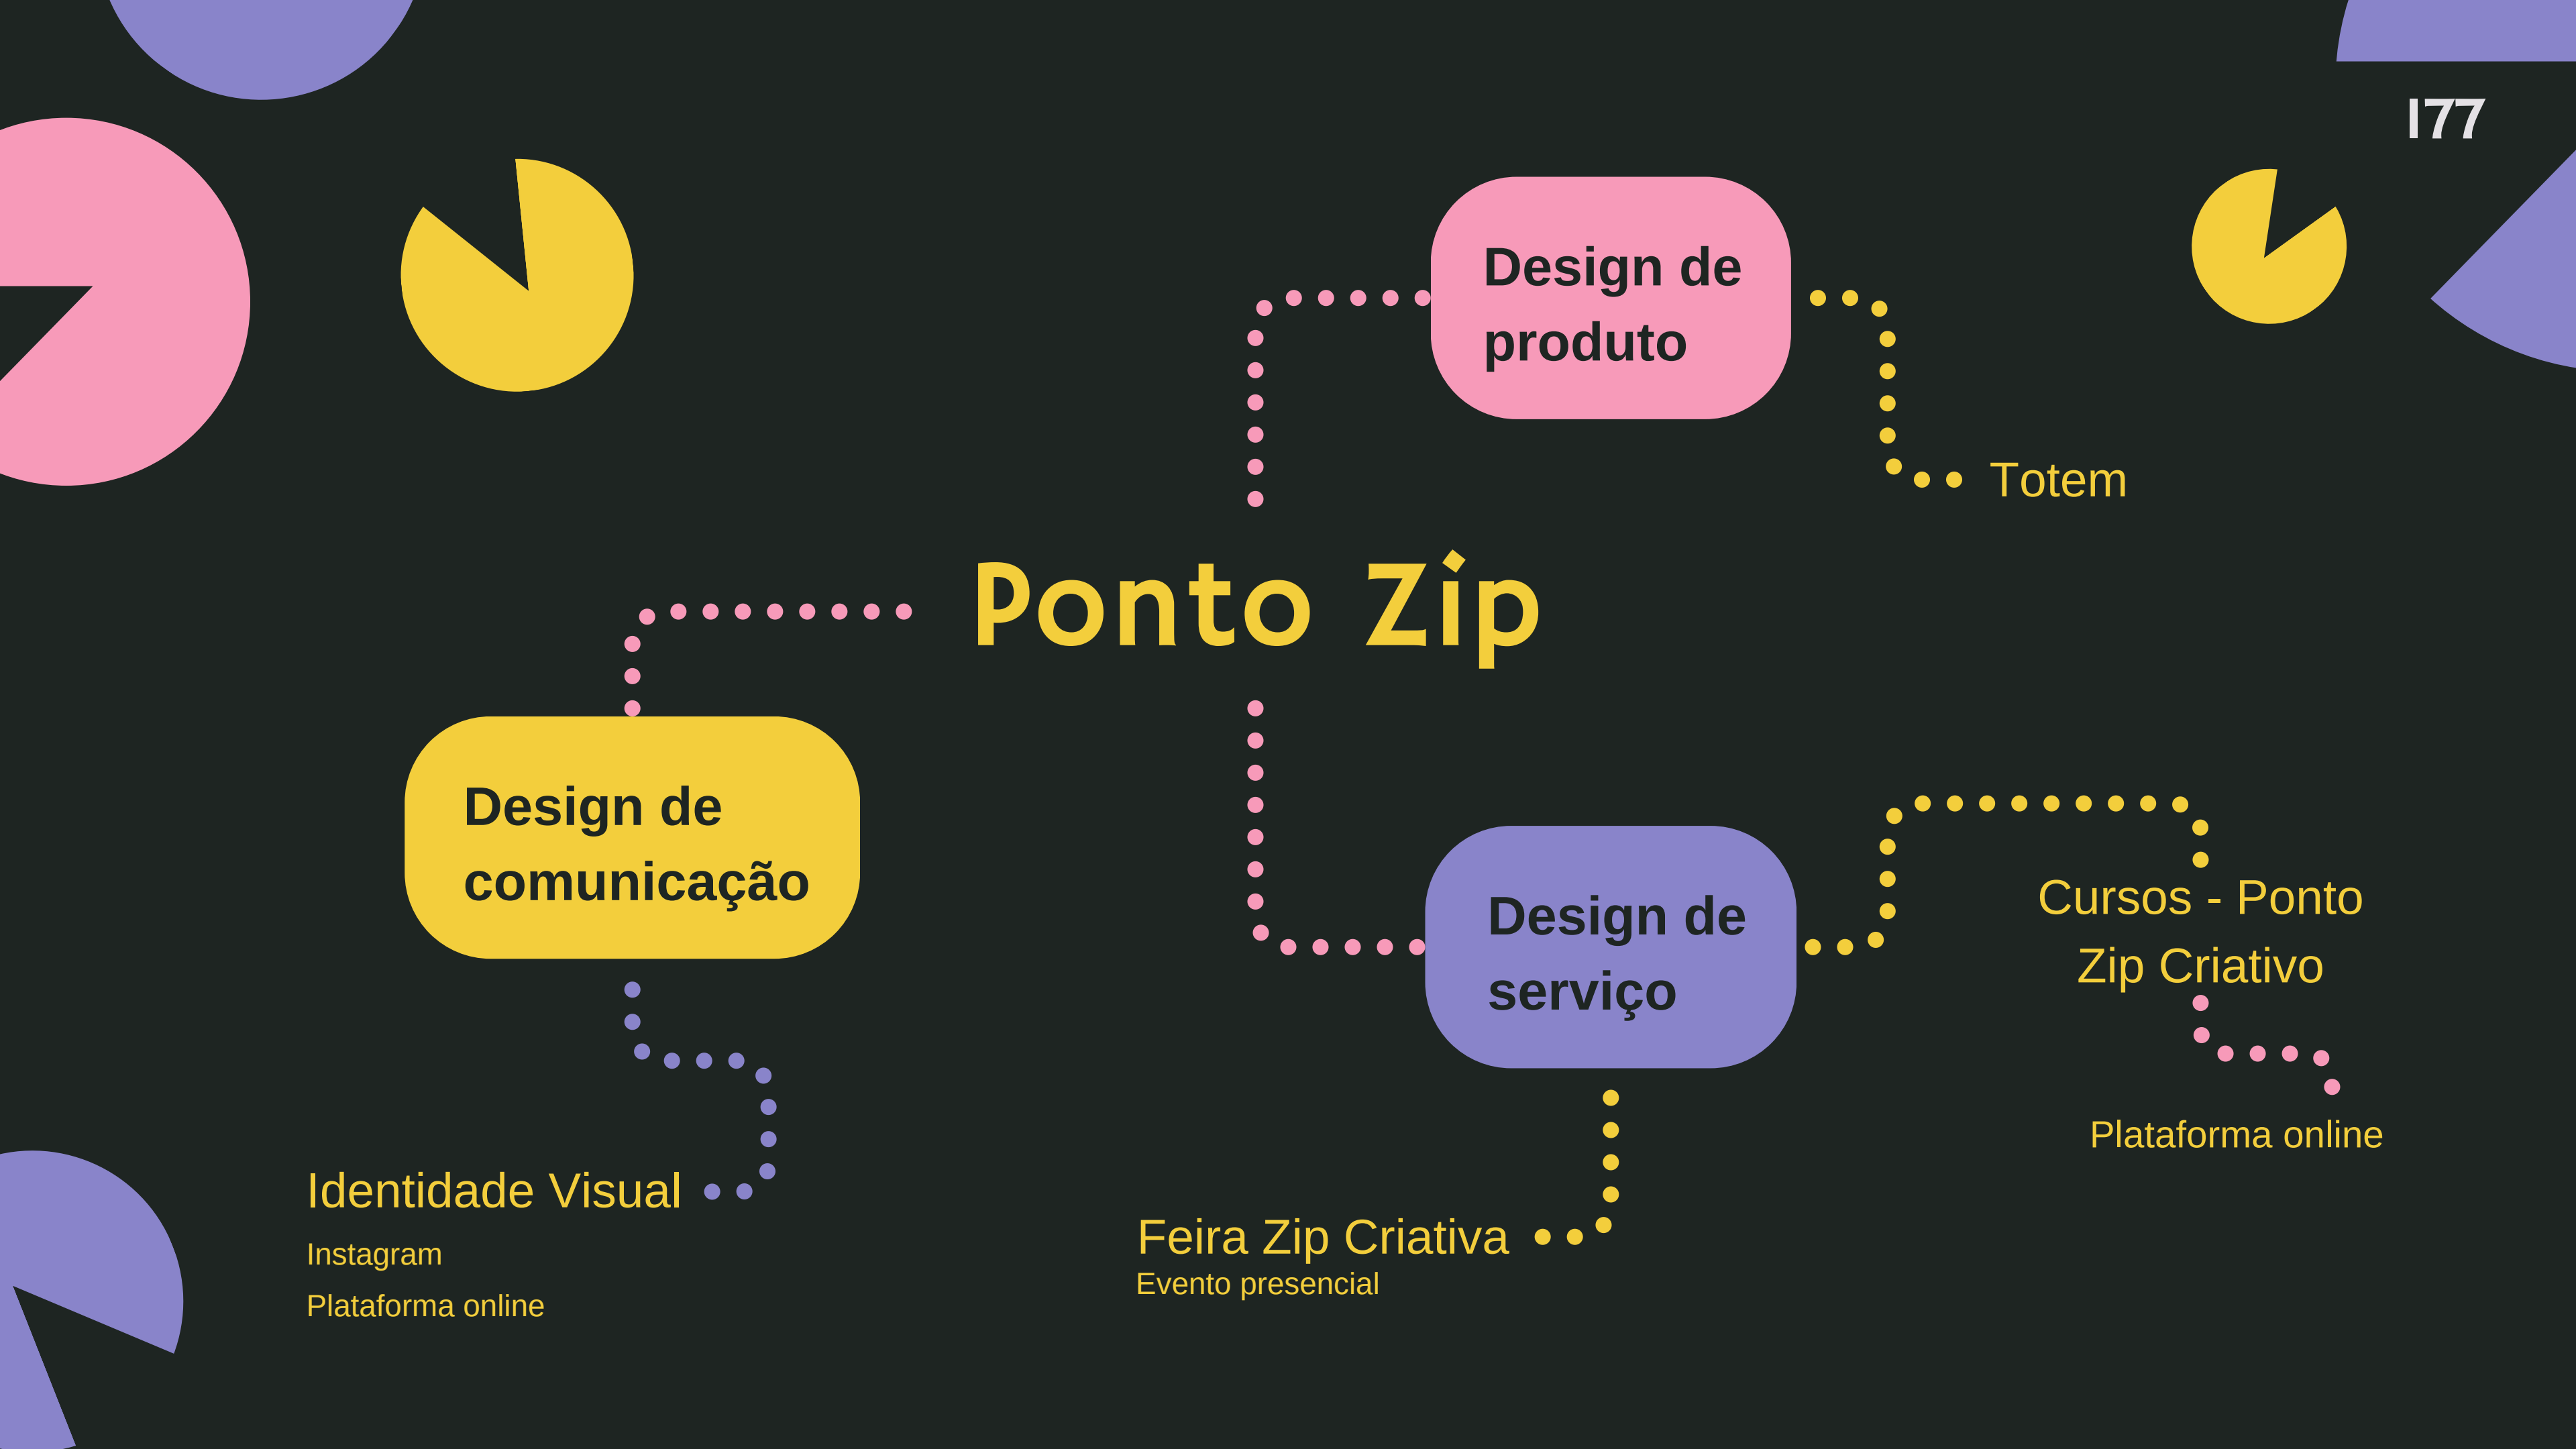 I77
Design de
produto
Totem
Ponto Zip
Design de
comunicação
Design de
serviço
Cursos - Ponto
Zip Criativo
Plataforma online
Identidade Visual
Instagram
Plataforma online
Feira Zip Criativa
Evento presencial